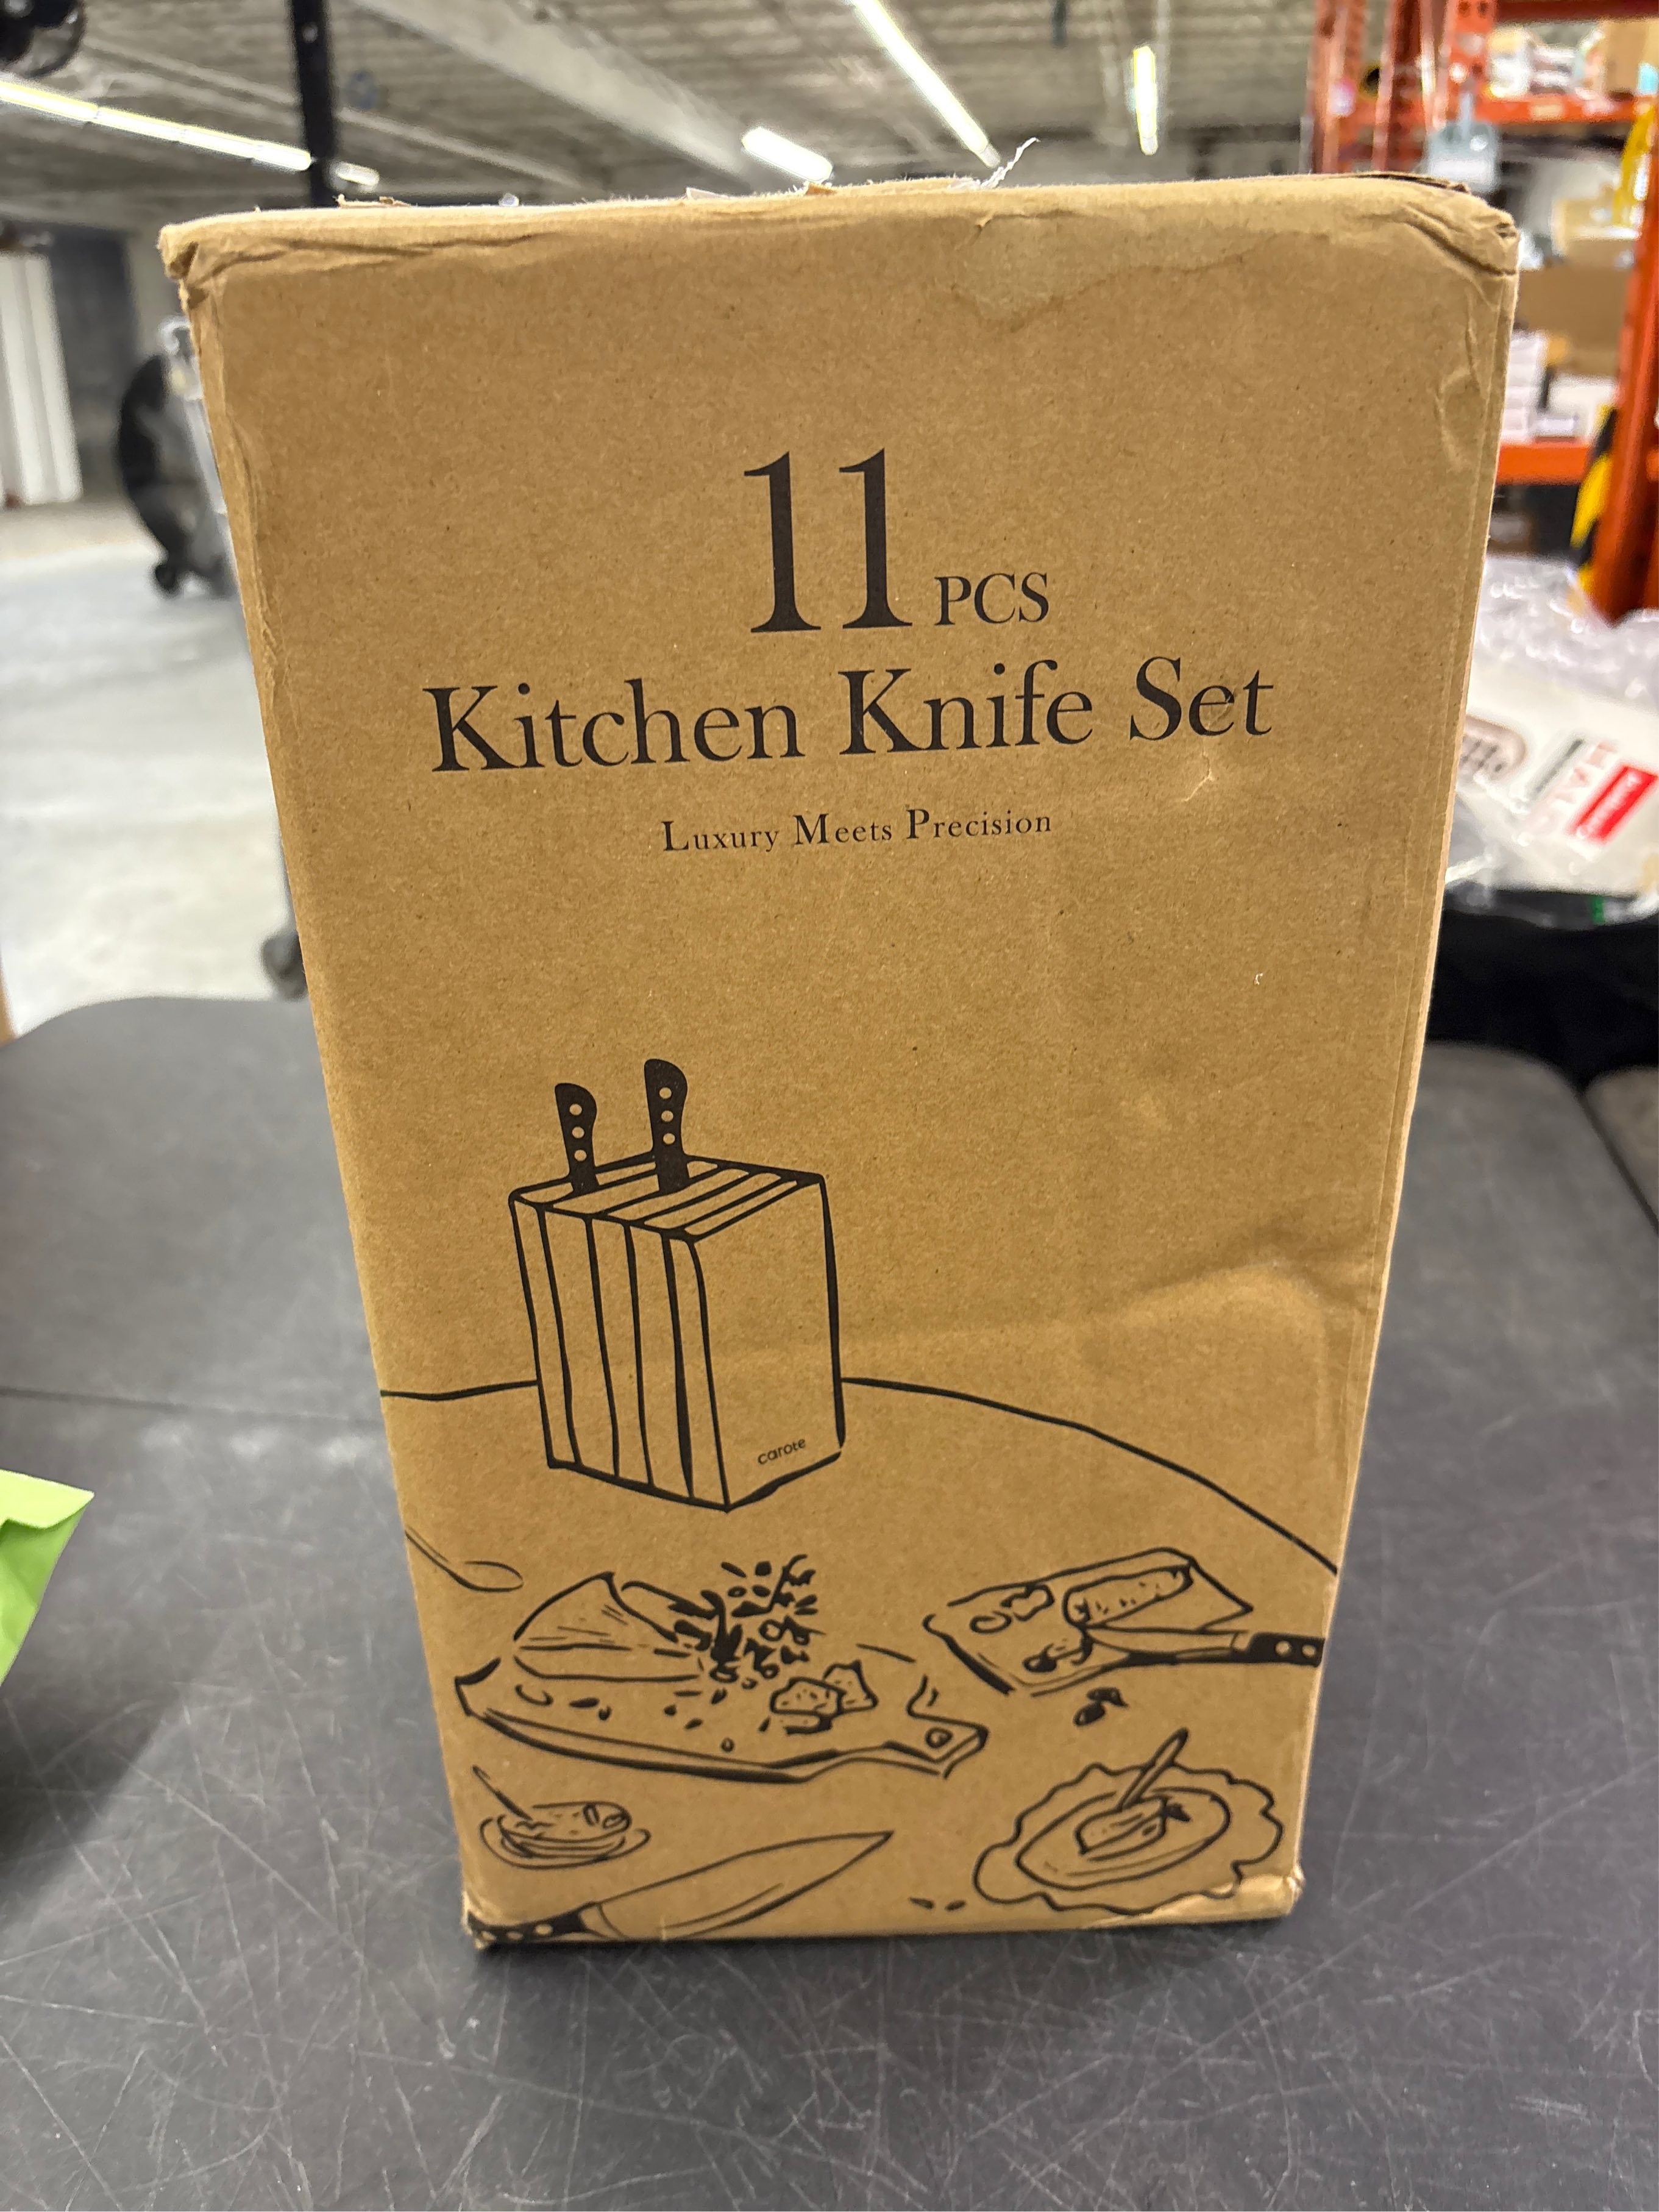 11 PCS
Kitchen Knife Set
Luxury Meets Precision
carote